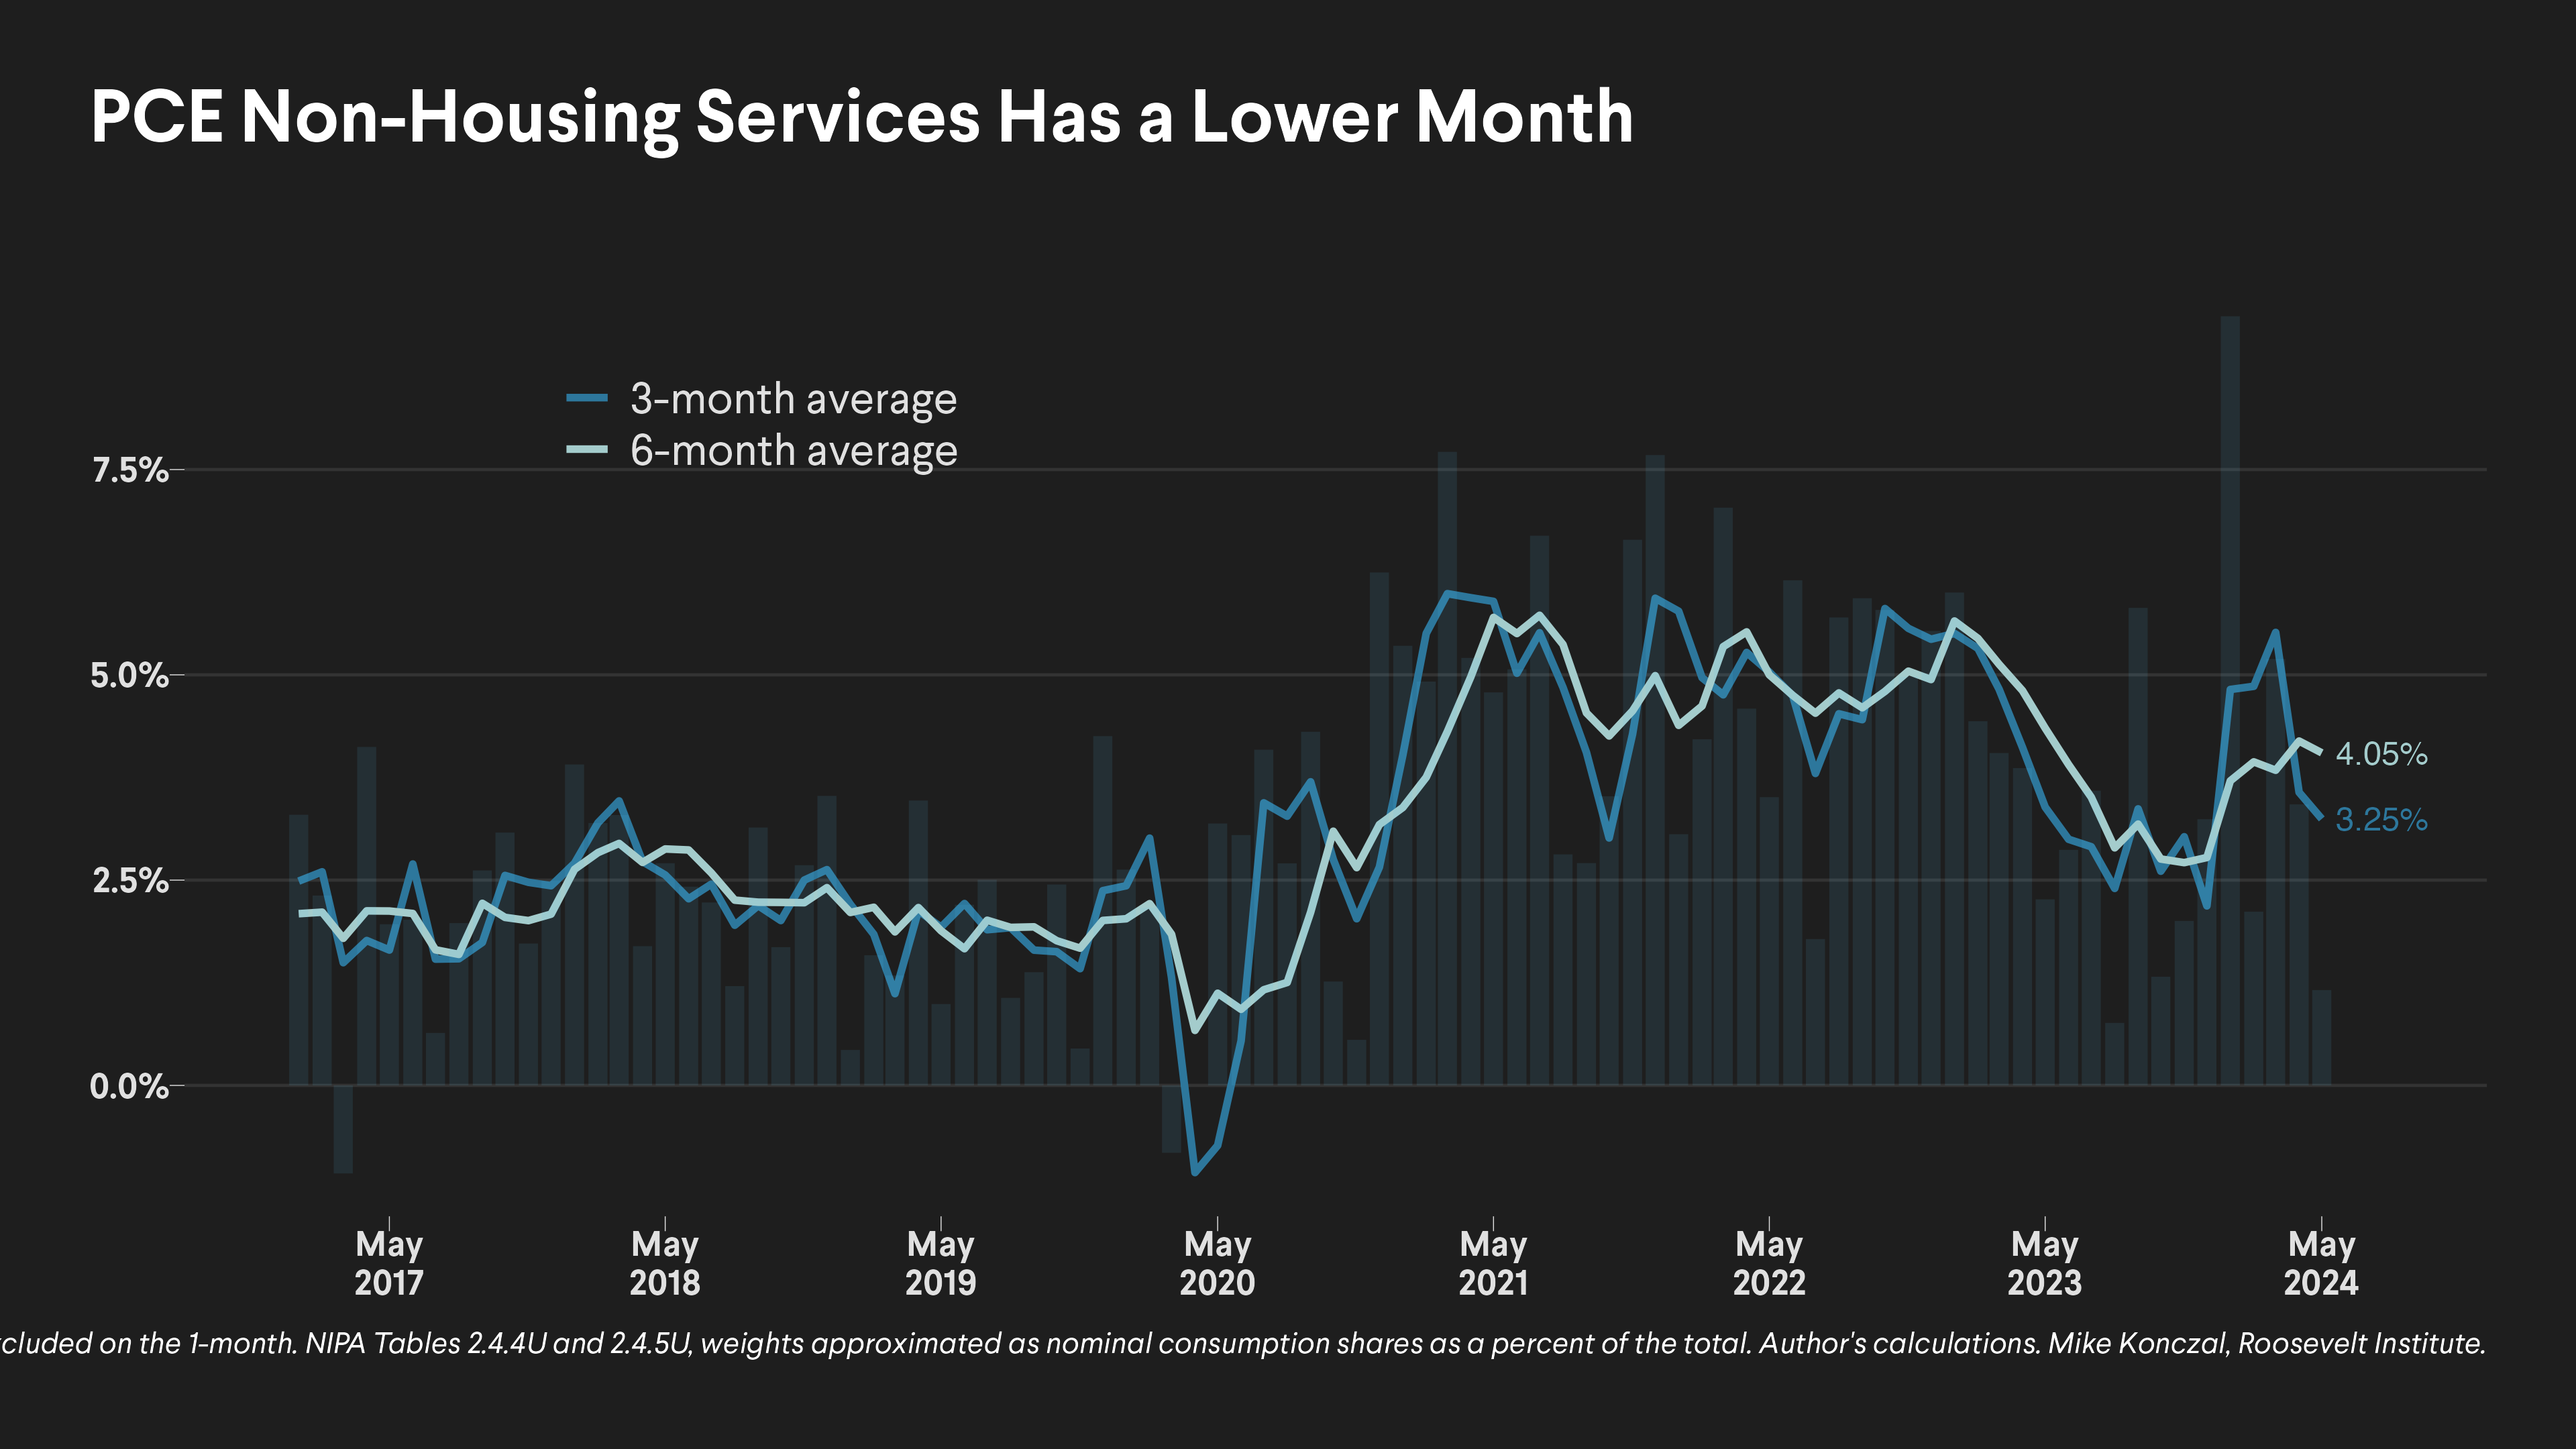 PCE Non-Housing Services Has a Lower Month
3-month average
6-month average
7.5%
5.0%
2.5%
0.0%
4.05%
3.25%
May 2017
May 2018
May 2019
May 2020
May 2021
May 2022
May 2023
May 2024
on the 1-month. NIPA Tables 2.4.4U and 2.4.5U, weights approximated as nominal consumption shares as a percent of the total. Author's calculations. Mike Konczal, Roosevelt Institute.